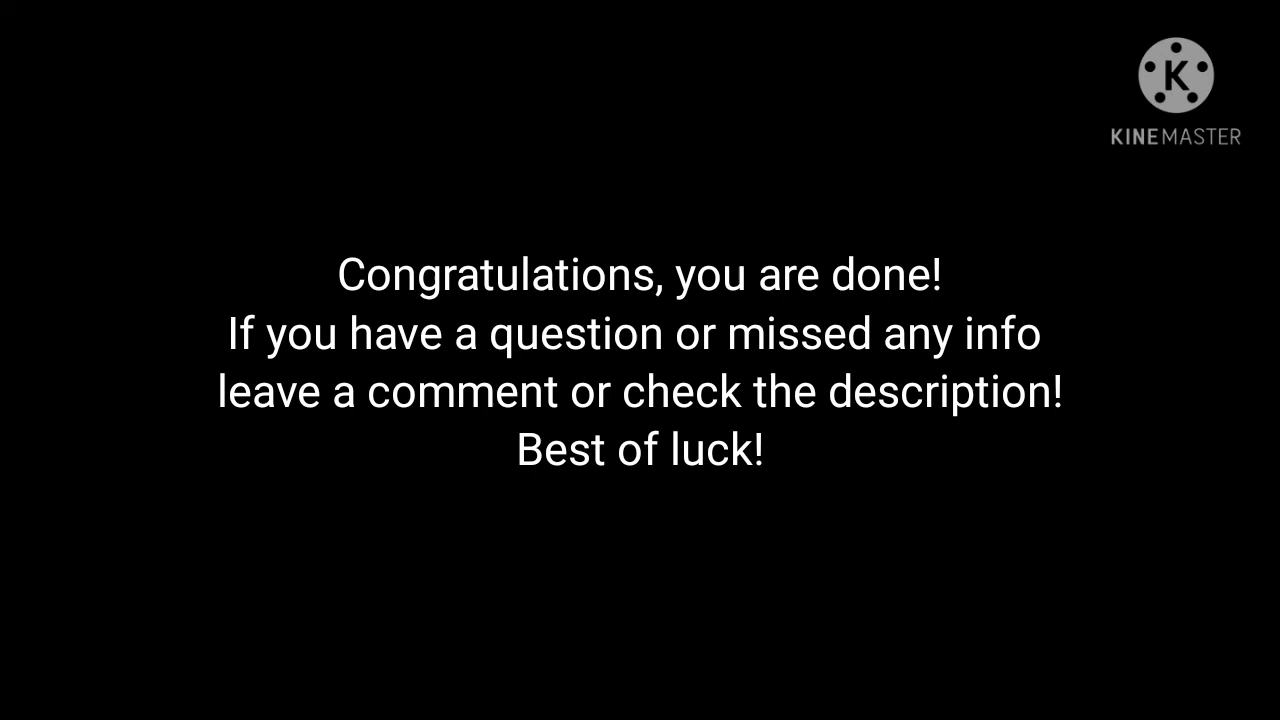 K
KINEMASTER
Congratulations, you are done!
If you have a question or missed any info
leave a comment or check the description!
Best of luck!